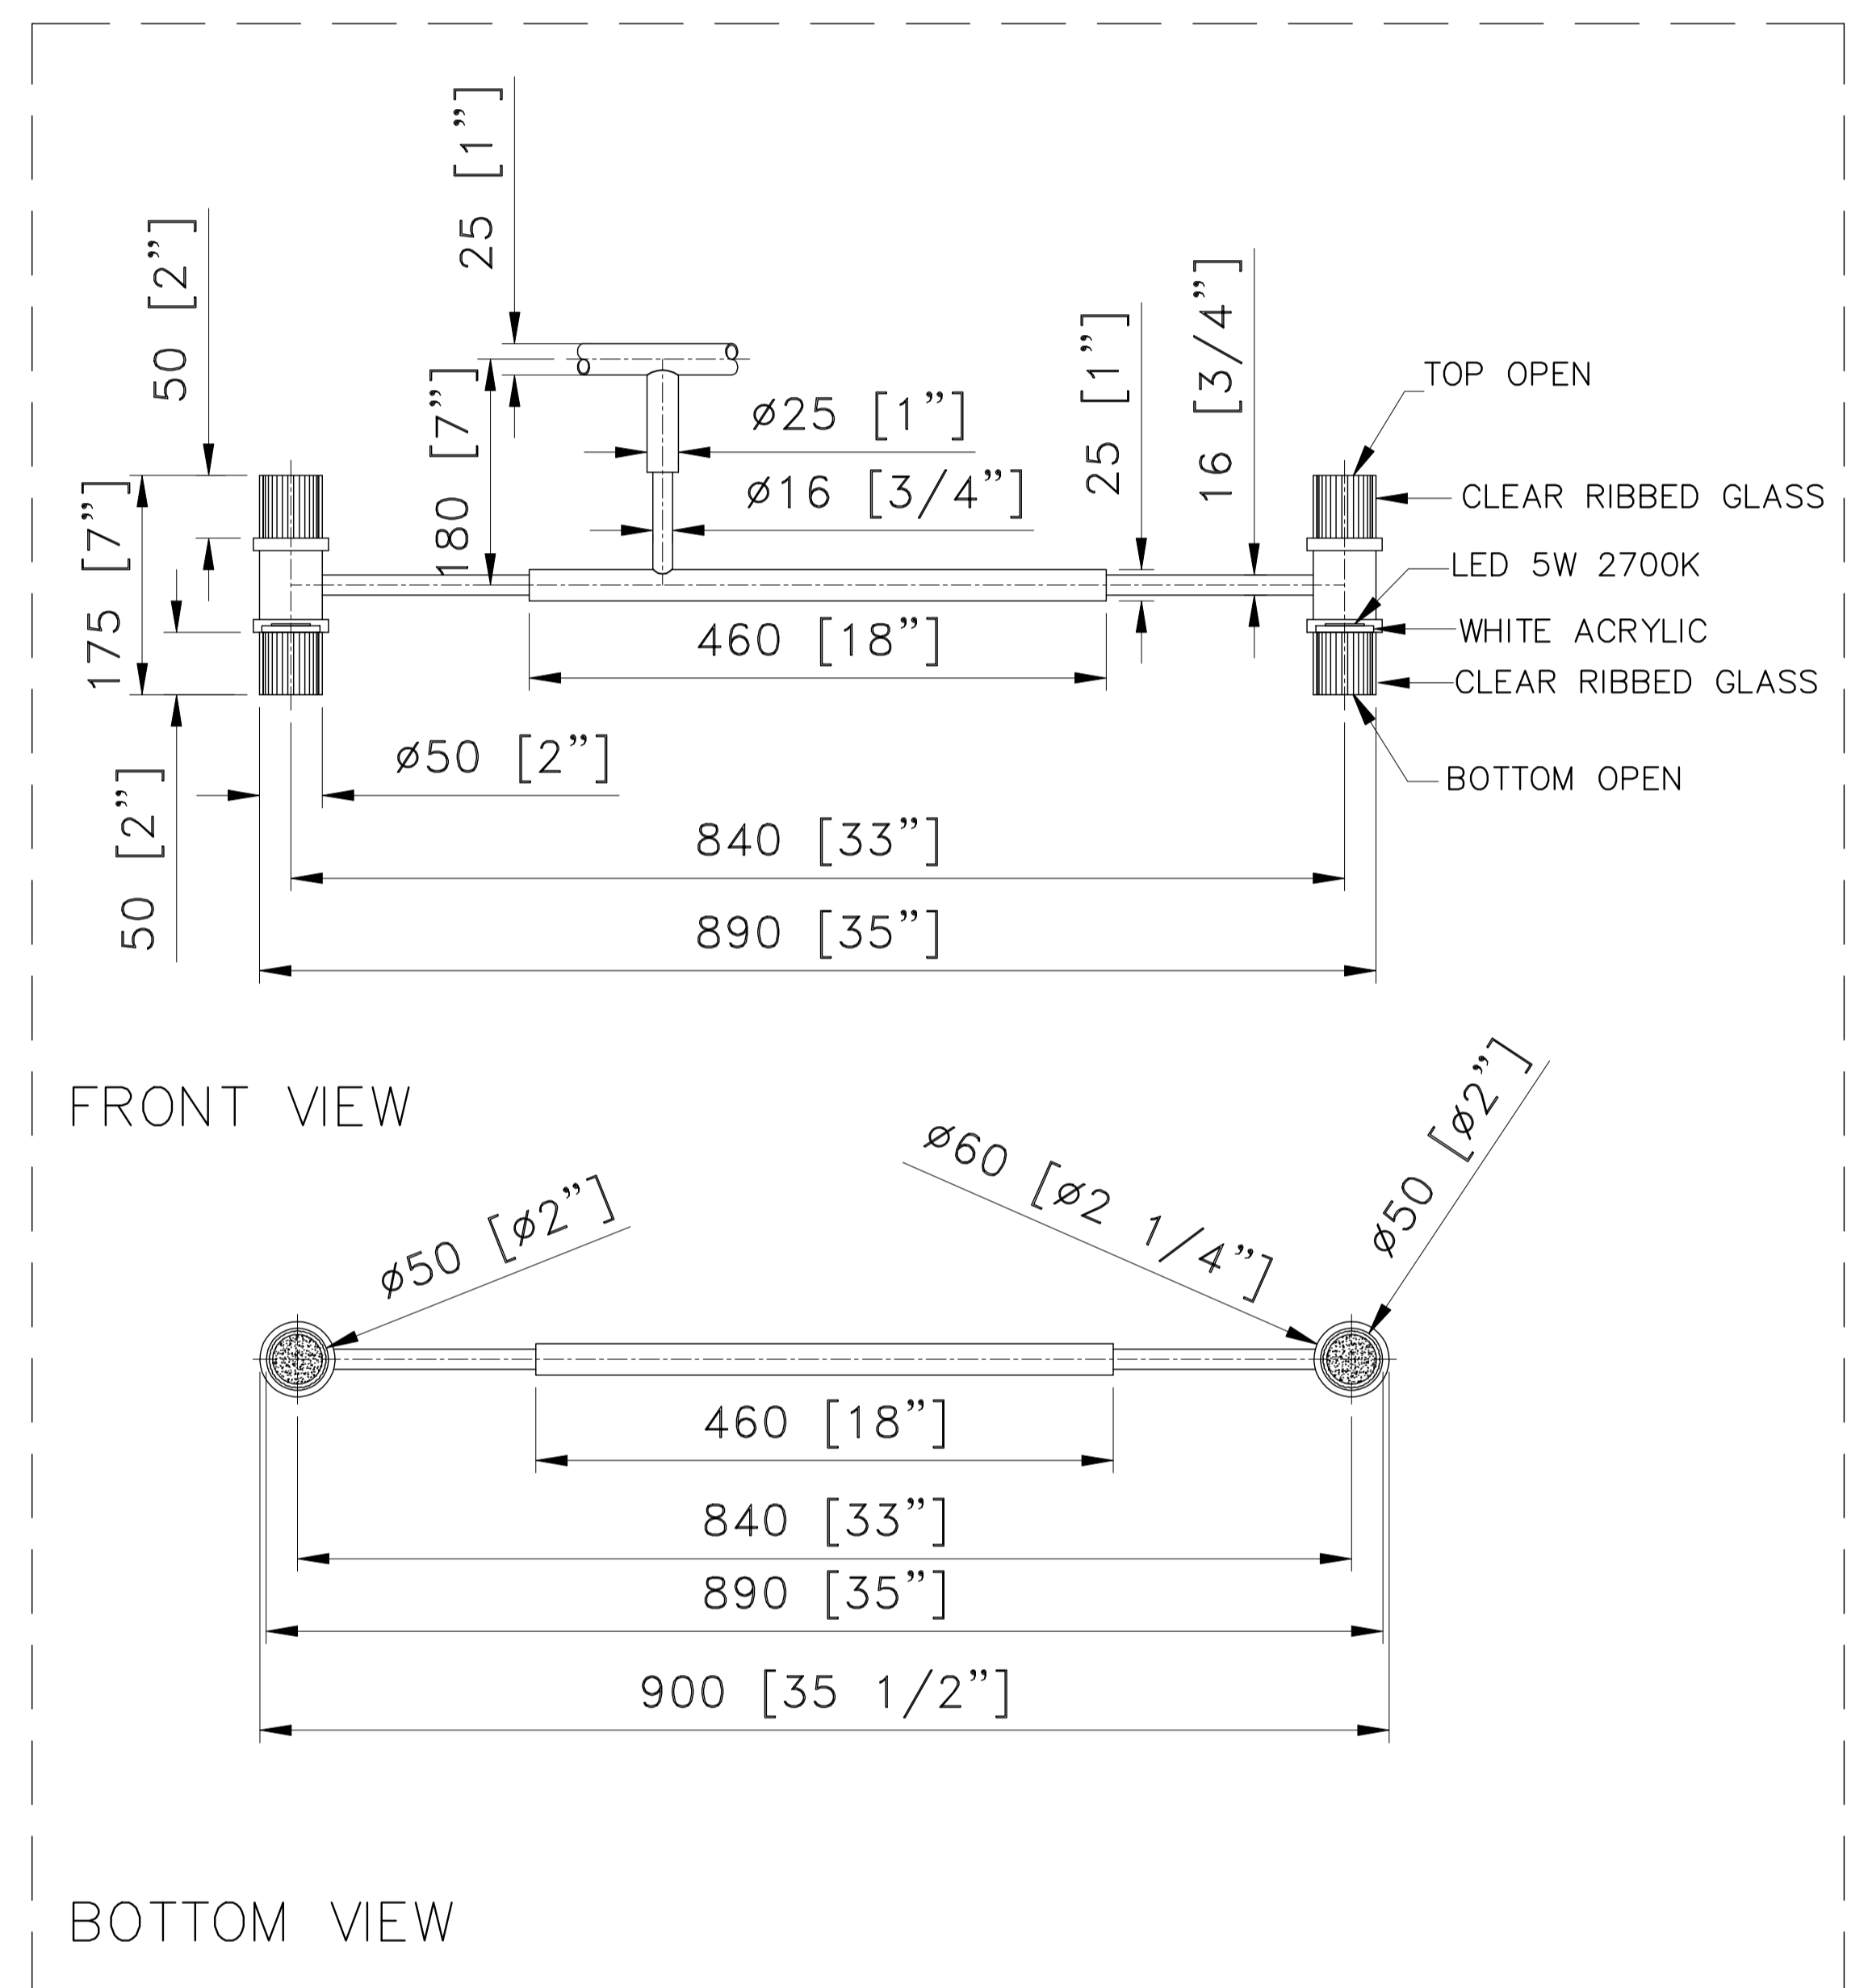 25 [1"]
50 [2"]
25 [1"]
16 [3/4"]
TOP OPEN
180 [7"]
ø25 [1"]
ø16 [3/4"]
CLEAR RIBBED GLASS
175 [7"]
LED 5W 2700K
460 [18"]
WHITE ACRYLIC
CLEAR RIBBED GLASS
ø50 [2"]
BOTTOM OPEN
50 [2"]
840 [33"]
890 [35"]
FRONT VIEW
ø50 [ø2"]
ø60 [ø2 1/4"]
ø50 [ø2"]
460 [18"]
840 [33"]
890 [35"]
900 [35 1/2"]
BOTTOM VIEW